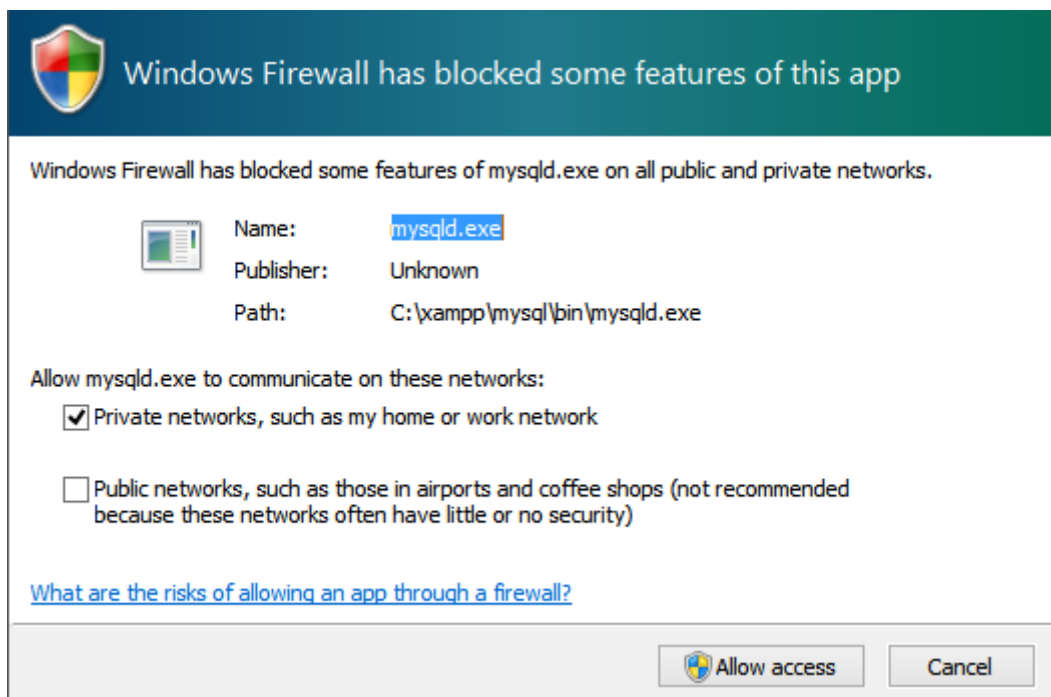 Windows Firewall has blocked some features of this app
Windows Firewall has blocked some features of mysqld.exe on all public and private networks.
Name: mysqld.exe
Publisher: Unknown
Path: C:\xampp\mysql\bin\mysqld.exe
Allow mysqld.exe to communicate on these networks:
Private networks, such as my home or work network
Public networks, such as those in airports and coffee shops (not recommended
because these networks often have little or no security)
What are the risks of allowing an app through a firewall?
Allow access Cancel